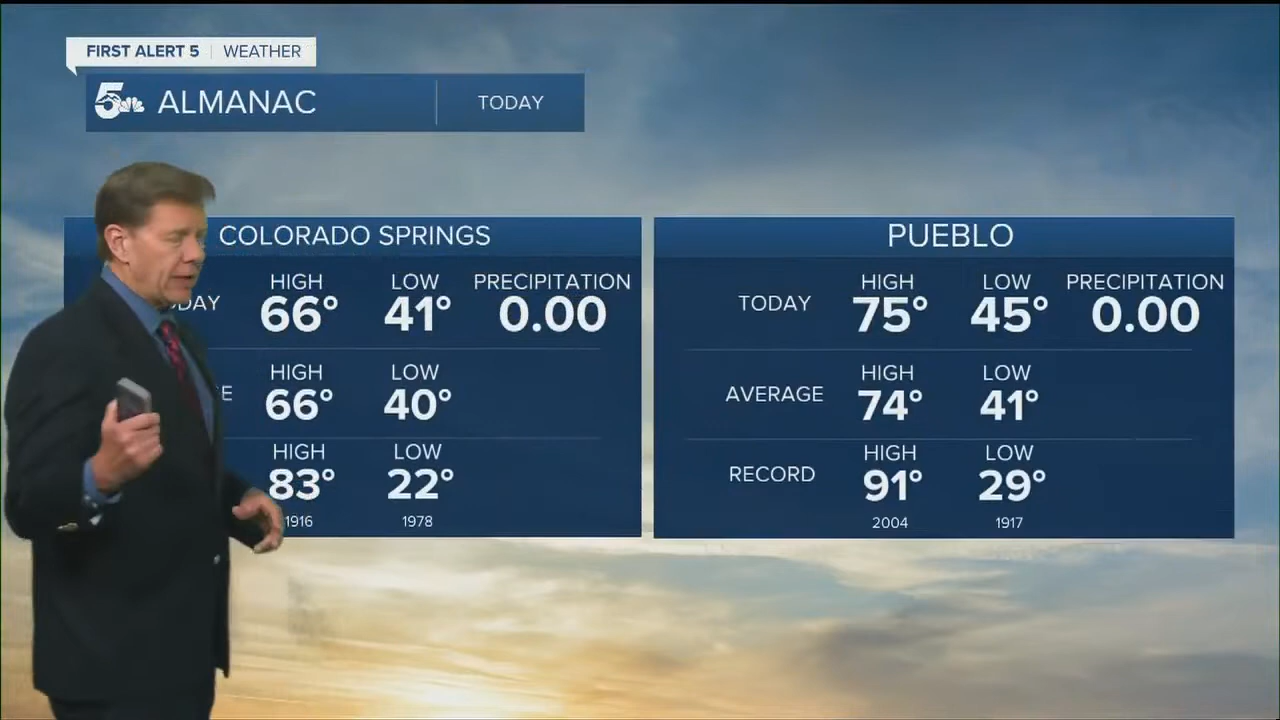 FIRST ALERT 5 | WEATHER
5 ALMANAC TODAY
COLORADO SPRINGS
HIGH LOW PRECIPITATION
66° 41° 0.00
HIGH LOW
66° 40°
HIGH LOW
83° 22°
1916 1978
PUEBLO
HIGH LOW PRECIPITATION
TODAY 75° 45° 0.00
HIGH LOW
AVERAGE 74° 41°
HIGH LOW
RECORD 91° 29°
2004 1917